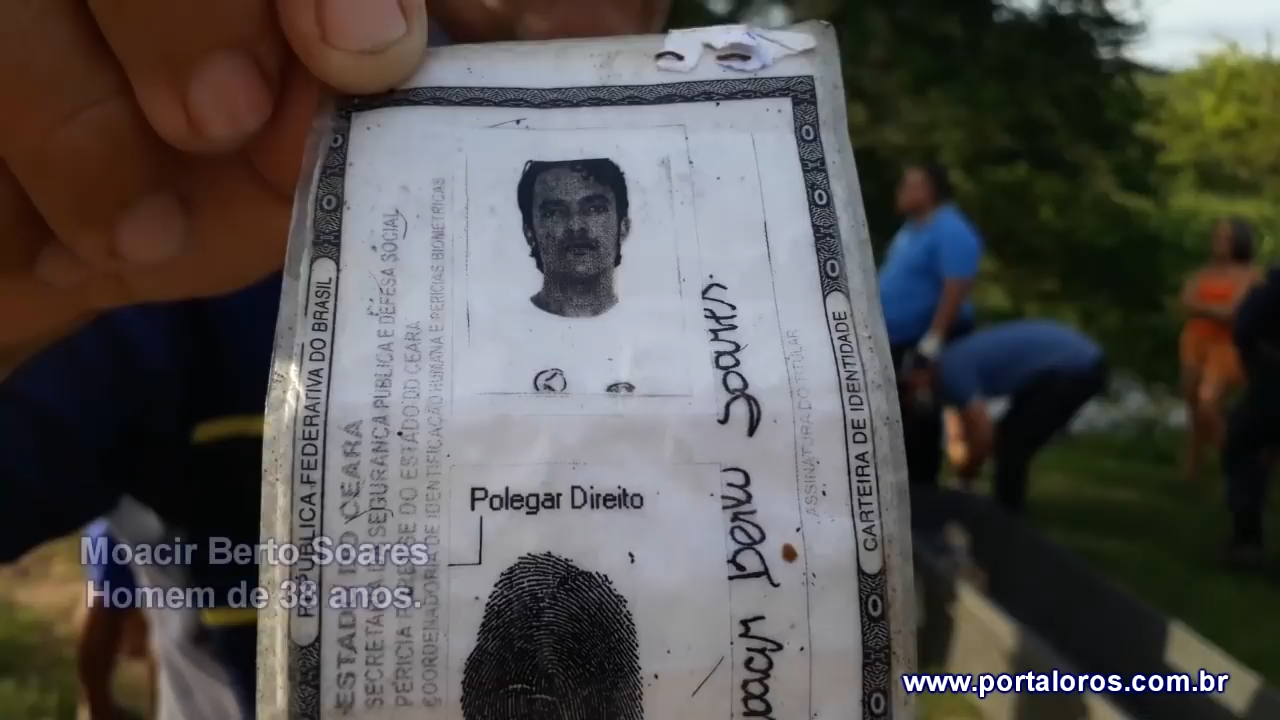 REPÚBLICA FEDERATIVA DO BRASIL
ESTADO DO CEARÁ
SECRETARIA DE SEGURANÇA PÚBLICA E DEFESA SOCIAL
PERÍCIA FORENSE DO ESTADO DO CEARÁ
COORDENADORIA DE IDENTIFICAÇÃO HUMANA E PERÍCIAS BIOMÉTRICAS
Polegar Direito
Berto Soares
ASSINATURA DO TITULAR
CARTEIRA DE IDENTIDADE
Moacir Berto Soares
Homem de anos.
www.portaloros.com.br